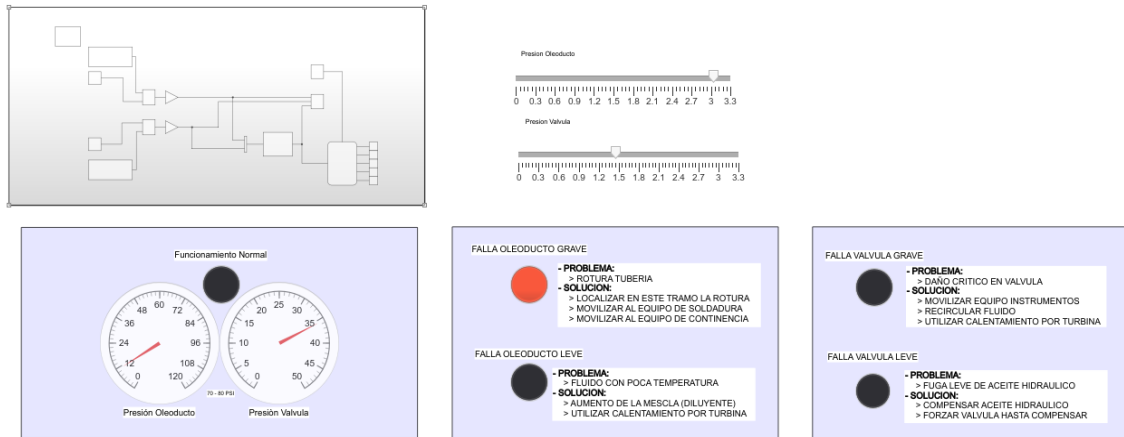 Presion Oleoducto
0 0.3 0.6 0.9 1.2 1.5 1.8 2.1 2.4 2.7 3 3.3
Presion Valvula
0 0.3 0.6 0.9 1.2 1.5 1.8 2.1 2.4 2.7 3 3.3
Funcionamiento Normal
0 12 24 36 48 60 72 84 96 108 120
Presión Oleoducto
70 - 80 PSI
0 5 10 15 20 25 30 35 40 45 50
Presión Valvula
FALLA OLEODUCTO GRAVE
- PROBLEMA:
> ROTURA TUBERIA
- SOLUCION:
> LOCALIZAR EN ESTE TRAMO LA ROTURA
> MOVILIZAR AL EQUIPO DE SOLDADURA
> MOVILIZAR AL EQUIPO DE CONTINENCIA
FALLA OLEODUCTO LEVE
- PROBLEMA:
> FLUIDO CON POCA TEMPERATURA
- SOLUCION:
> AUMENTO DE LA MESCLA (DILUYENTE)
> UTILIZAR CALENTAMIENTO POR TURBINA
FALLA VALVULA GRAVE
- PROBLEMA:
> DAÑO CRITICO EN VALVULA
- SOLUCION:
> MOVILIZAR EQUIPO INSTRUMENTOS
> RECIRCULAR FLUIDO
> UTILIZAR CALENTAMIENTO POR TURBINA
FALLA VALVULA LEVE
- PROBLEMA:
> FUGA LEVE DE ACEITE HIDRAULICO
- SOLUCION:
> COMPENSAR ACEITE HIDRAULICO
> FORZAR VALVULA HASTA COMPENSAR